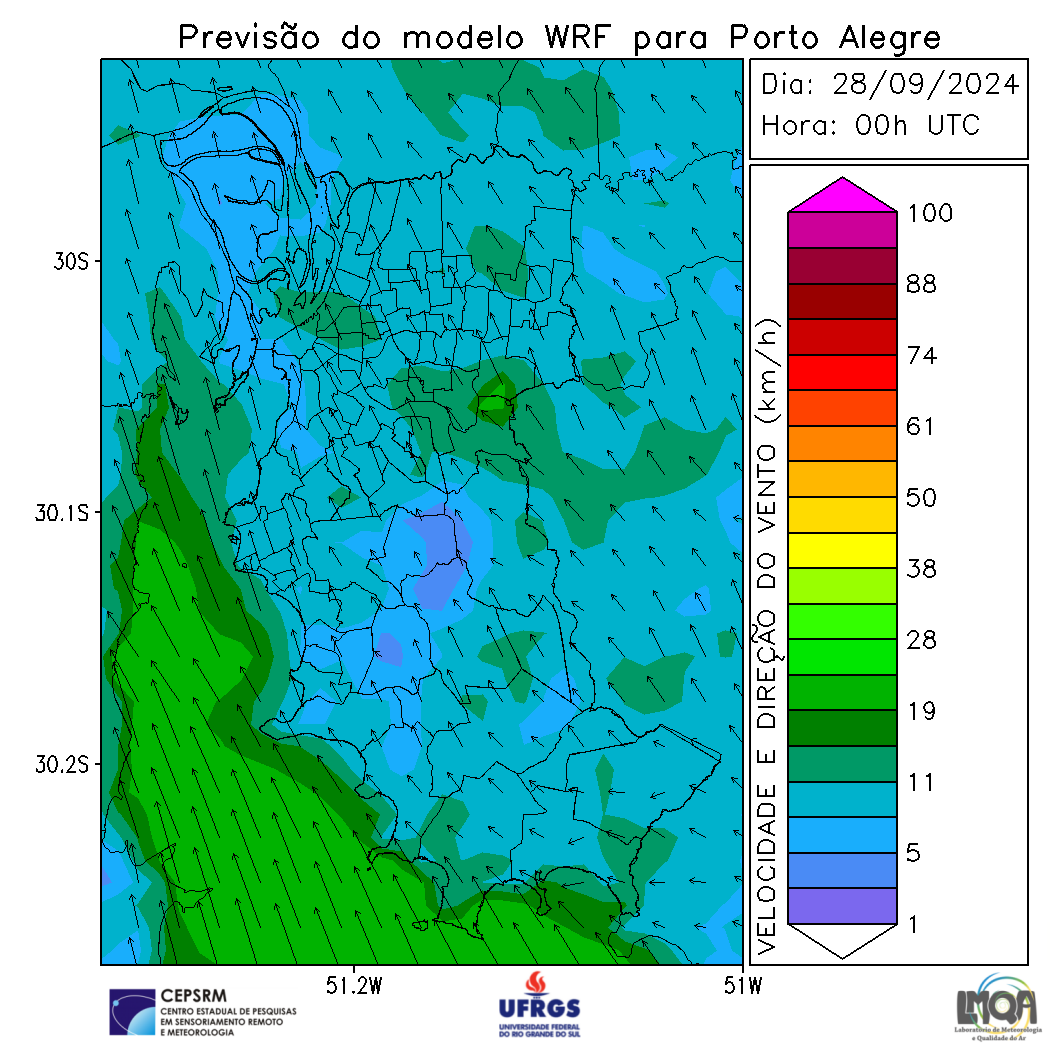 Previsão do modelo WRF para Porto Alegre
Dia: 28/09/2024
Hora: 00h UTC
30S
30.1S
30.2S
51.2W
51W
VELOCIDADE E DIREÇÃO DO VENTO (km/h)
100
88
74
61
50
38
28
19
11
5
1
CEPSRM
CENTRO ESTADUAL DE PESQUISAS
EM SENSORIAMENTO REMOTO
E METEOROLOGIA
UFRGS
UNIVERSIDADE FEDERAL
DO RIO GRANDE DO SUL
LMQA
Laboratório de Meteorologia
e Qualidade do Ar